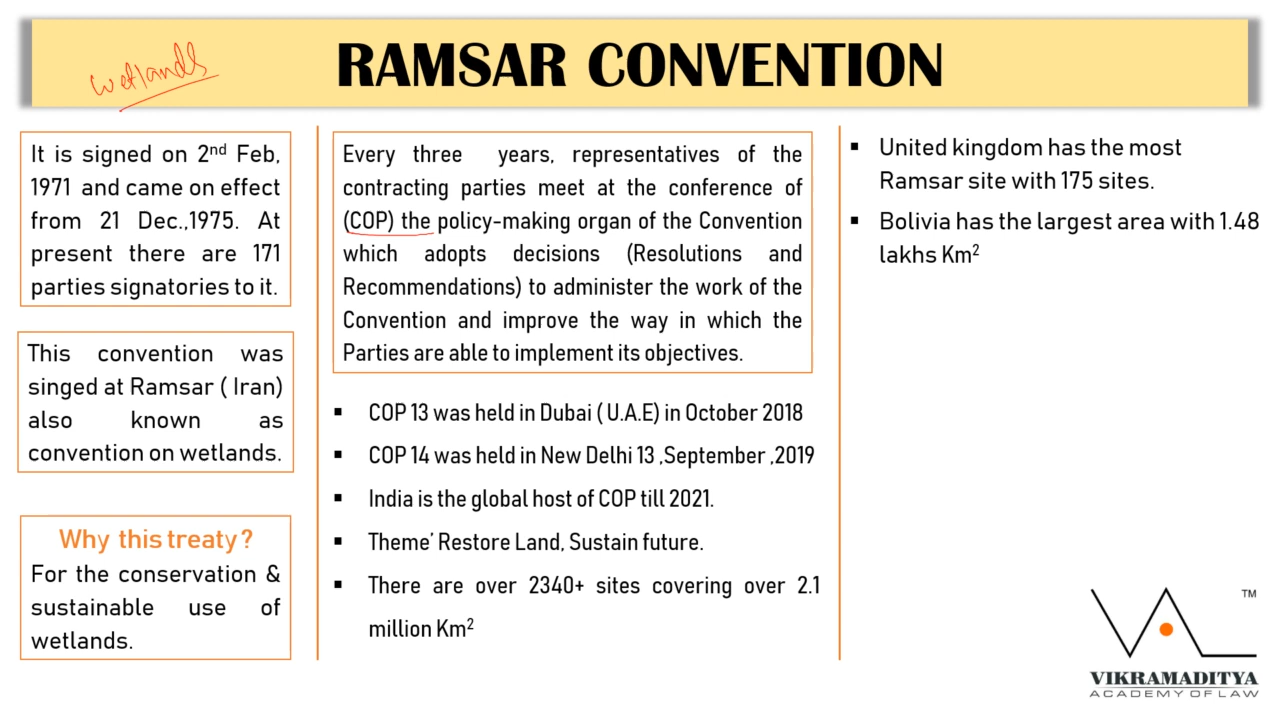 wetlands
RAMSAR CONVENTION
It is signed on 2nd Feb,
1971 and came on effect
from 21 Dec.,1975. At
present there are 171
parties signatories to it.
This convention was
singed at Ramsar ( Iran)
also known as
convention on wetlands.
Why this treaty?
For the conservation &
sustainable use of
wetlands.
Every three years, representatives of the
contracting parties meet at the conference of
(COP) the policy-making organ of the Convention
which adopts decisions (Resolutions and
Recommendations) to administer the work of the
Convention and improve the way in which the
Parties are able to implement its objectives.
▪ COP 13 was held in Dubai ( U.A.E) in October 2018
▪ COP 14 was held in New Delhi 13 ,September ,2019
▪ India is the global host of COP till 2021.
▪ Theme’ Restore Land, Sustain future.
▪ There are over 2340+ sites covering over 2.1
million Km²
▪ United kingdom has the most
Ramsar site with 175 sites.
▪ Bolivia has the largest area with 1.48
lakhs Km²
TM
VIKRAMADITYA
ACADEMY OF LAW